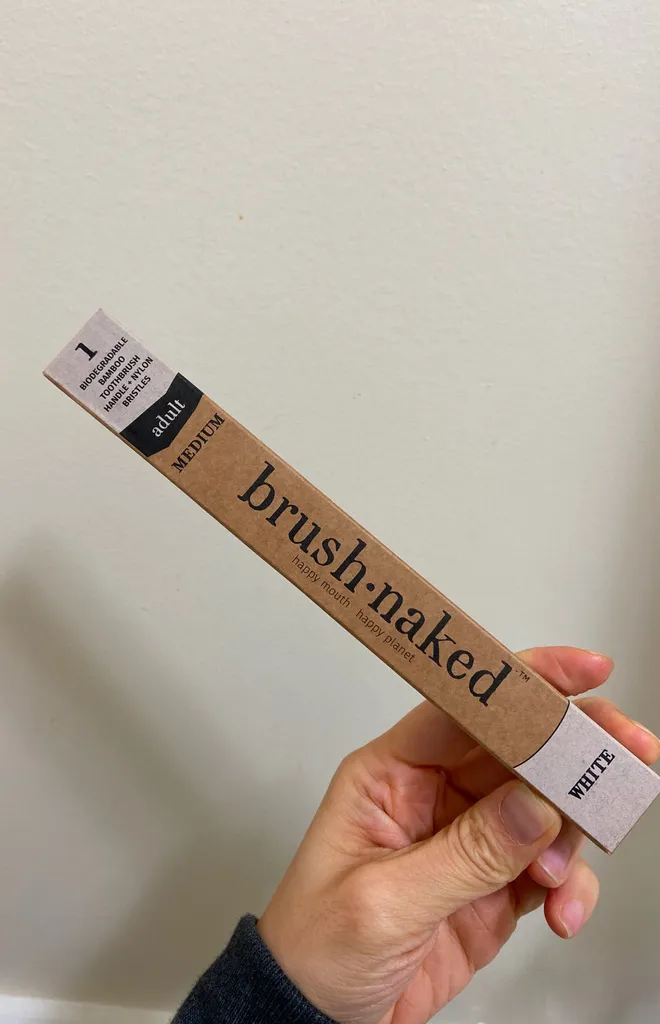 1
BIODEGRADABLE
BAMBOO
TOOTHBRUSH
HANDLE + NYLON
BRISTLES
adult
MEDIUM
brush·naked™
happy mouth happy planet
WHITE